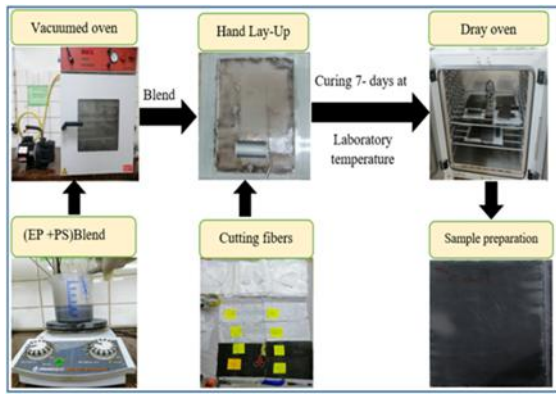 Vacuumed oven
Hand Lay-Up
Dray oven
Blend
Curing 7- days at
Laboratory
temperature
(EP +PS)Blend
Cutting fibers
Sample preparation